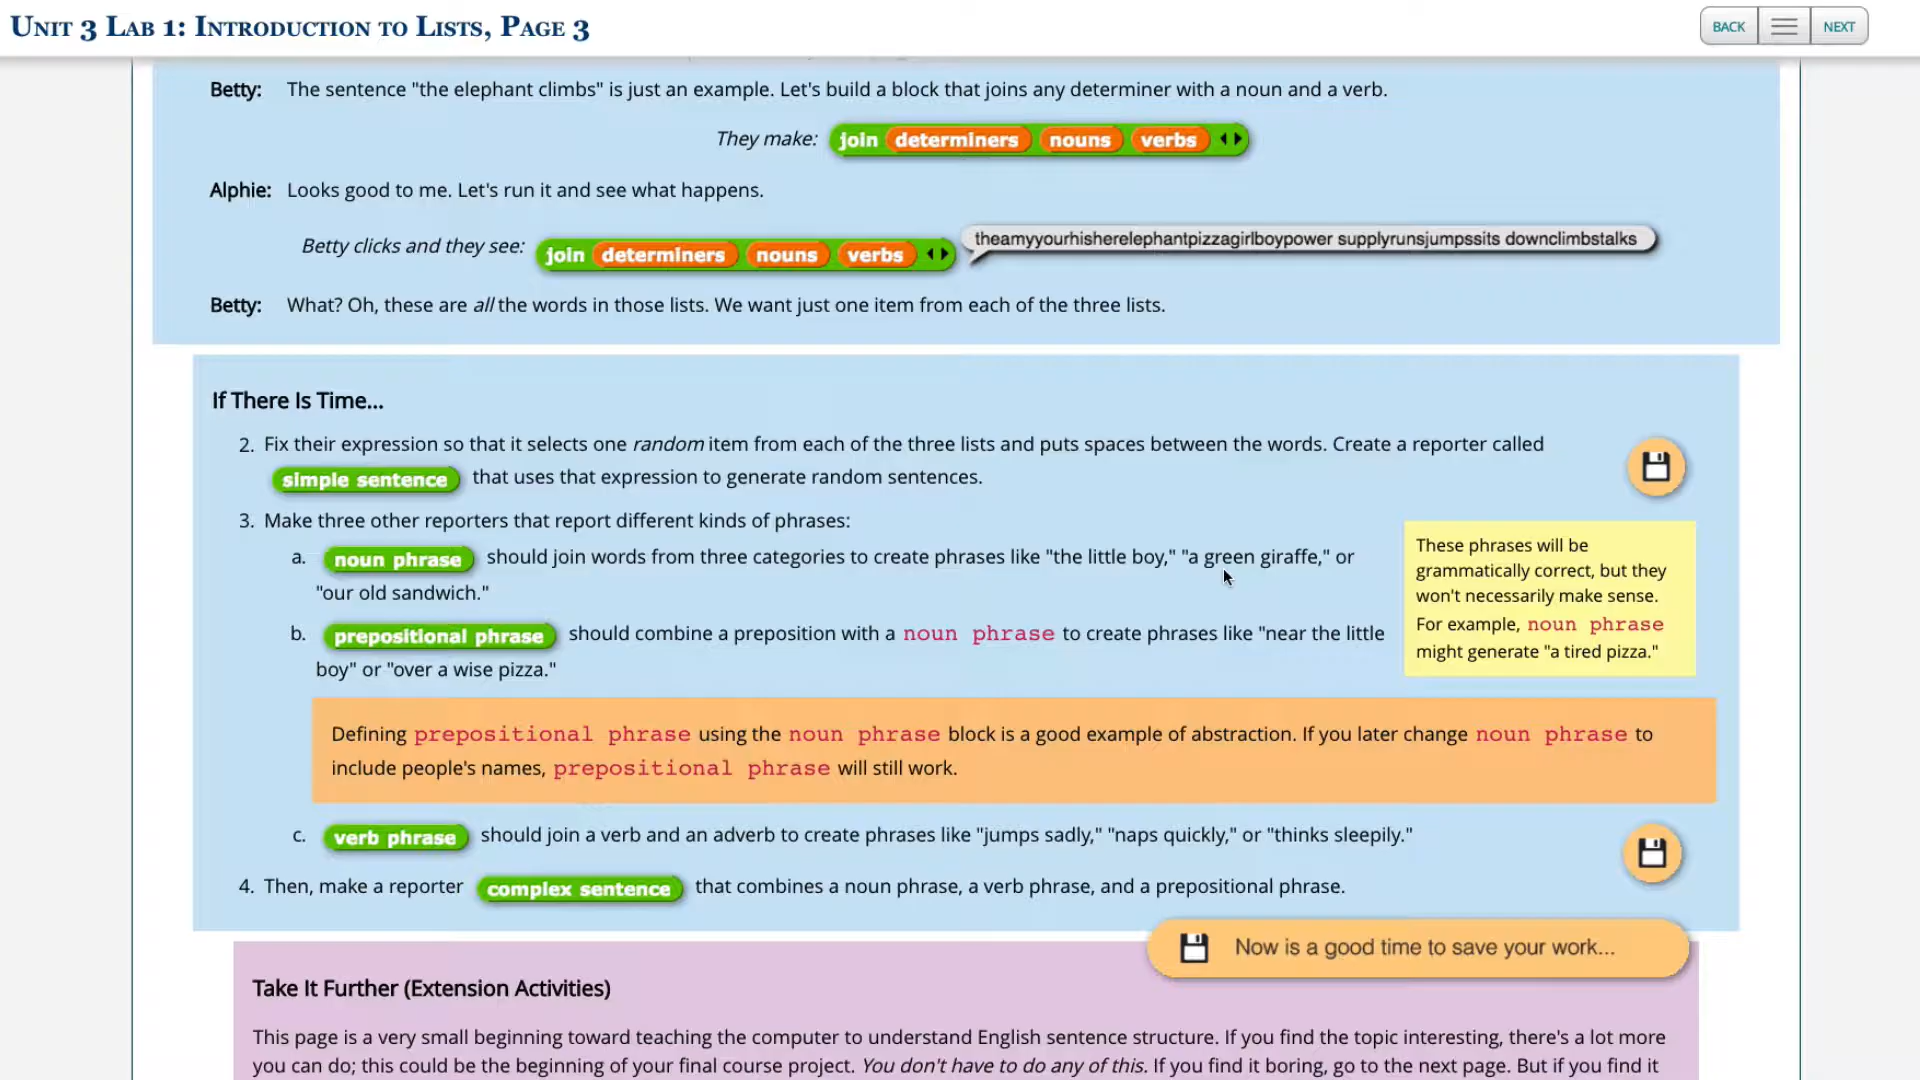 Unit 3 Lab 1: Introduction to Lists, Page 3
BACK
NEXT
Betty: The sentence "the elephant climbs" is just an example. Let's build a block that joins any determiner with a noun and a verb.
They make: join determiners nouns verbs
Alphie: Looks good to me. Let's run it and see what happens.
Betty clicks and they see: join determiners nouns verbs theamyyourhisherelephantpizzagirlboypower supplyrunsjumpssits downclimbstalks
Betty: What? Oh, these are all the words in those lists. We want just one item from each of the three lists.
If There Is Time...
2. Fix their expression so that it selects one random item from each of the three lists and puts spaces between the words. Create a reporter called
simple sentence that uses that expression to generate random sentences.
3. Make three other reporters that report different kinds of phrases:
a. noun phrase should join words from three categories to create phrases like "the little boy," "a green giraffe," or
"our old sandwich."
b. prepositional phrase should combine a preposition with a noun phrase to create phrases like "near the little
boy" or "over a wise pizza."
These phrases will be
grammatically correct, but they
won't necessarily make sense.
For example, noun phrase
might generate "a tired pizza."
Defining prepositional phrase using the noun phrase block is a good example of abstraction. If you later change noun phrase to
include people's names, prepositional phrase will still work.
c. verb phrase should join a verb and an adverb to create phrases like "jumps sadly," "naps quickly," or "thinks sleepily."
4. Then, make a reporter complex sentence that combines a noun phrase, a verb phrase, and a prepositional phrase.
Now is a good time to save your work...
Take It Further (Extension Activities)
This page is a very small beginning toward teaching the computer to understand English sentence structure. If you find the topic interesting, there's a lot more
you can do; this could be the beginning of your final course project. You don't have to do any of this. If you find it boring, go to the next page. But if you find it